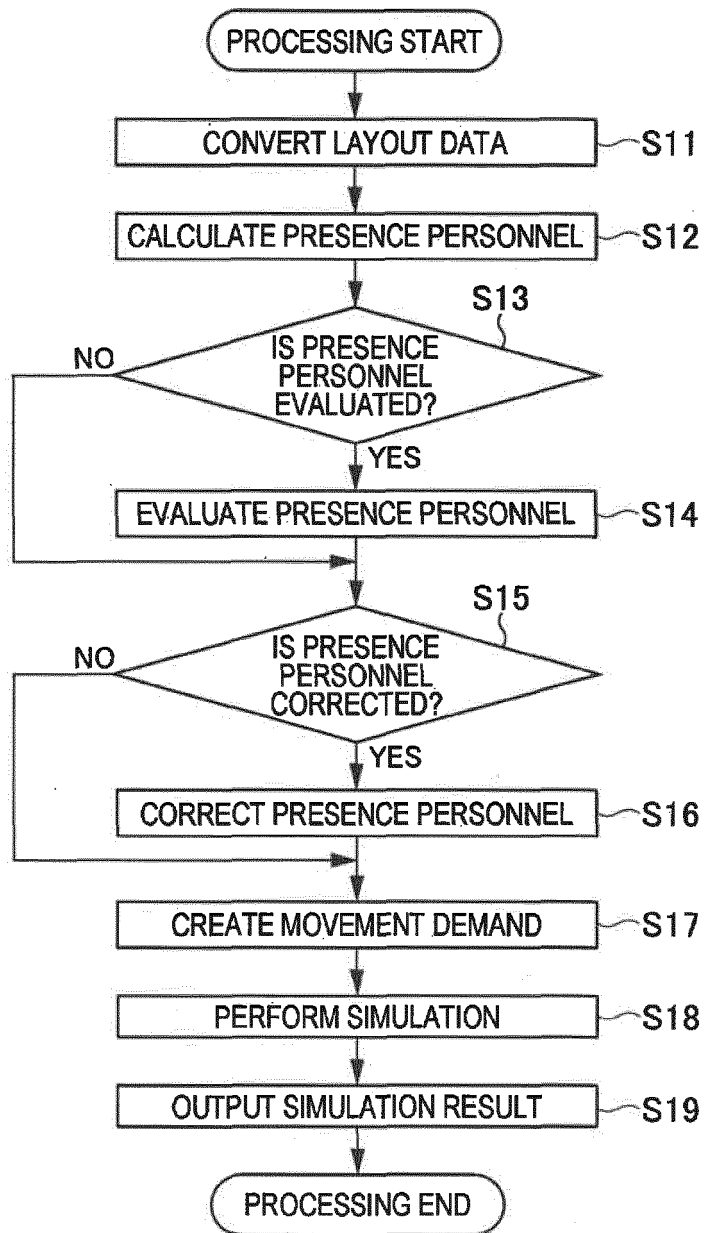 PROCESSING START
CONVERT LAYOUT DATA
S11
CALCULATE PRESENCE PERSONNEL
S12
S13
IS PRESENCE
PERSONNEL
EVALUATED?
NO
YES
EVALUATE PRESENCE PERSONNEL
S14
S15
IS PRESENCE
PERSONNEL
CORRECTED?
NO
YES
CORRECT PRESENCE PERSONNEL
S16
CREATE MOVEMENT DEMAND
S17
PERFORM SIMULATION
S18
OUTPUT SIMULATION RESULT
S19
PROCESSING END